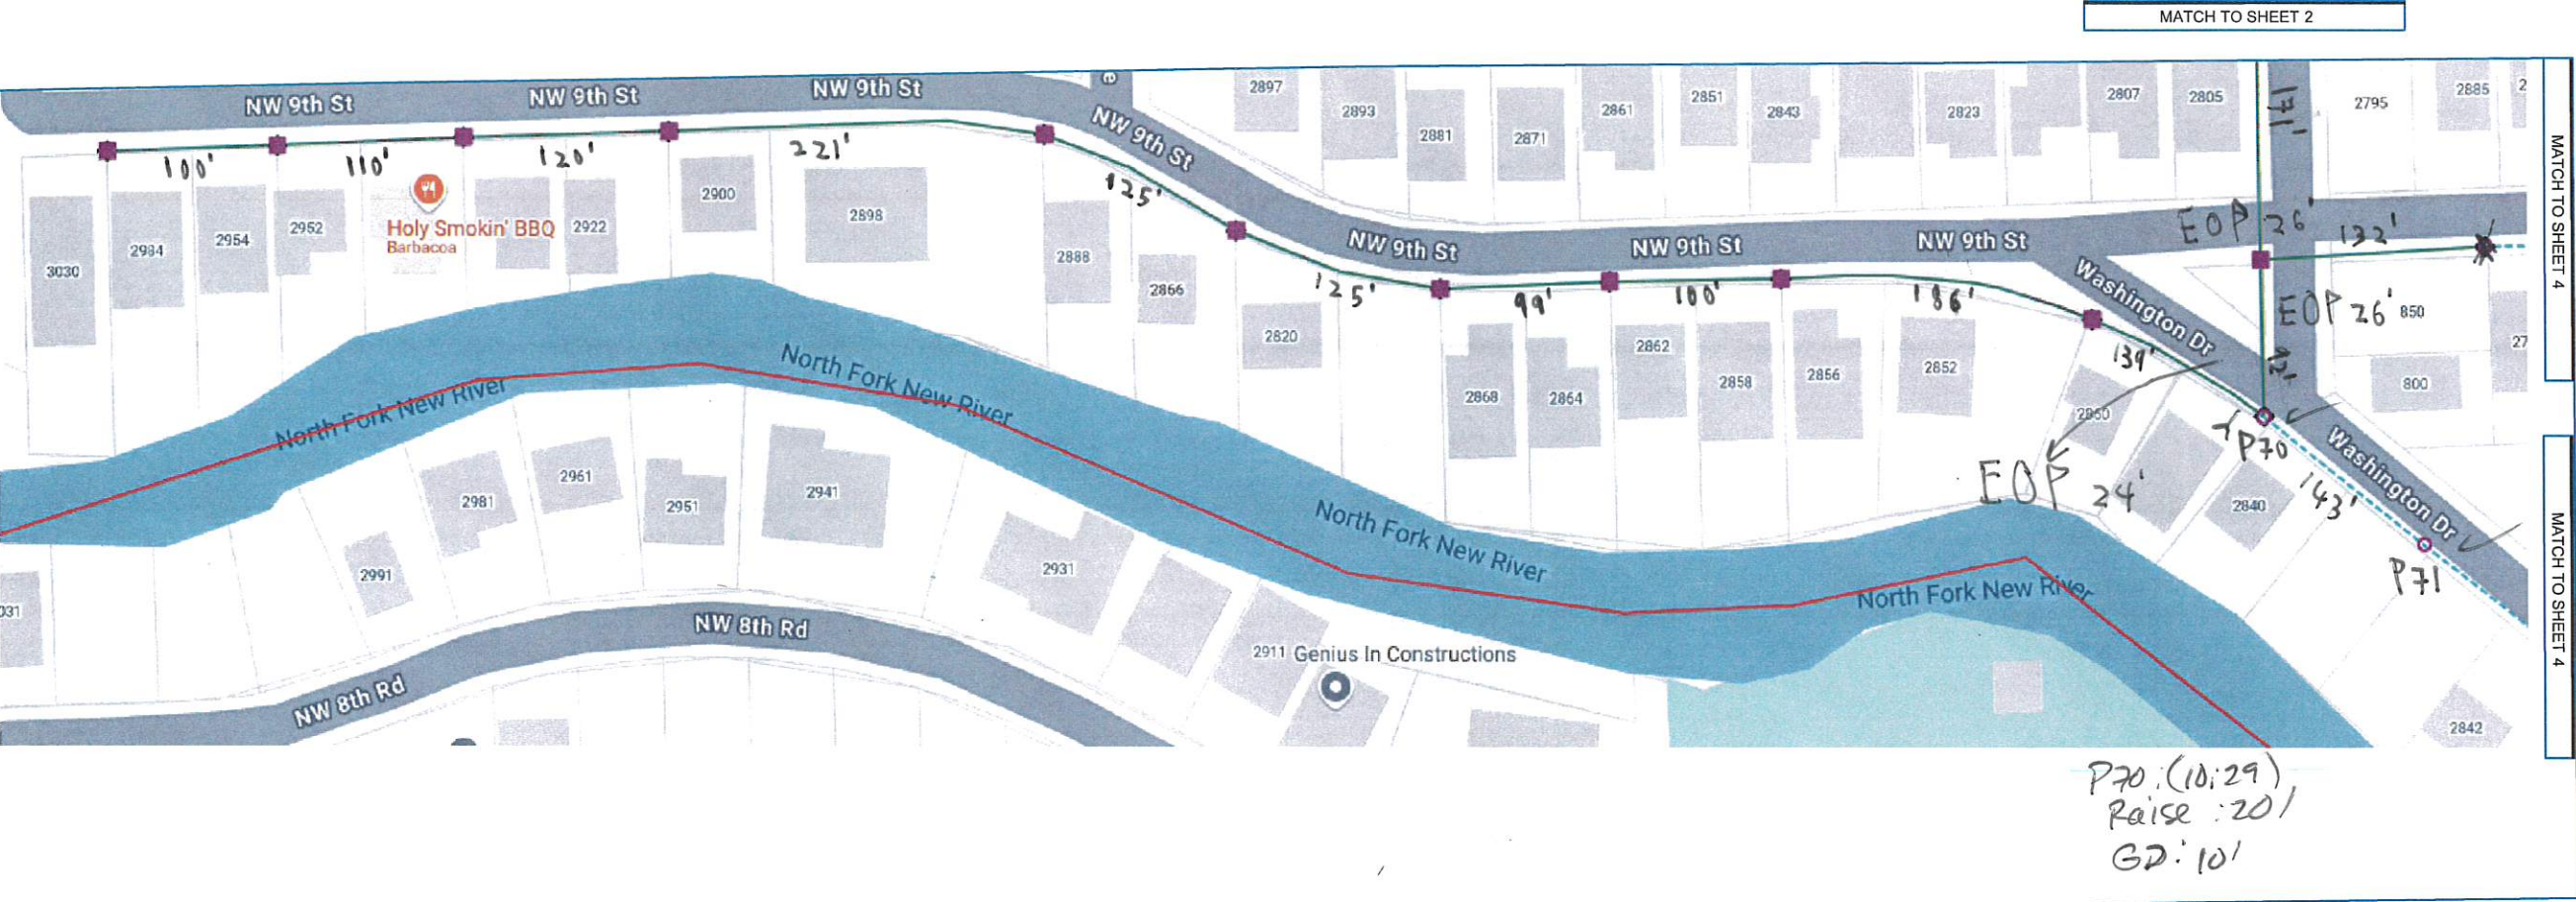 MATCH TO SHEET 2
MATCH TO SHEET 4
MATCH TO SHEET 4
NW 9th St
NW 9th St
NW 9th St
NW 9th St
NW 9th St
NW 9th St
NW 9th St
2897
2893
2881
2871
2861
2851
2843
2823
2807
2805
171'
2795
2885
2
100'
110'
120'
221'
125'
125'
99'
100'
186'
139'
EOP 26'
132'
EOP 26'
92'
850
800
27
3030
2984
2954
2952
Holy Smokin' BBQ
Barbacoa
2922
2900
2898
2888
2866
2820
2868
2864
2862
2858
2856
2852
2860
2840
Washington Dr
Washington Dr
P70
143'
P71
EOP 24'
North Fork New River
North Fork New River
North Fork New River
North Fork New River
031
2991
2981
2961
2951
2941
2931
2911
Genius In Constructions
NW 8th Rd
NW 8th Rd
2842
P70:(10:29)
Raise :20'
GD:10'